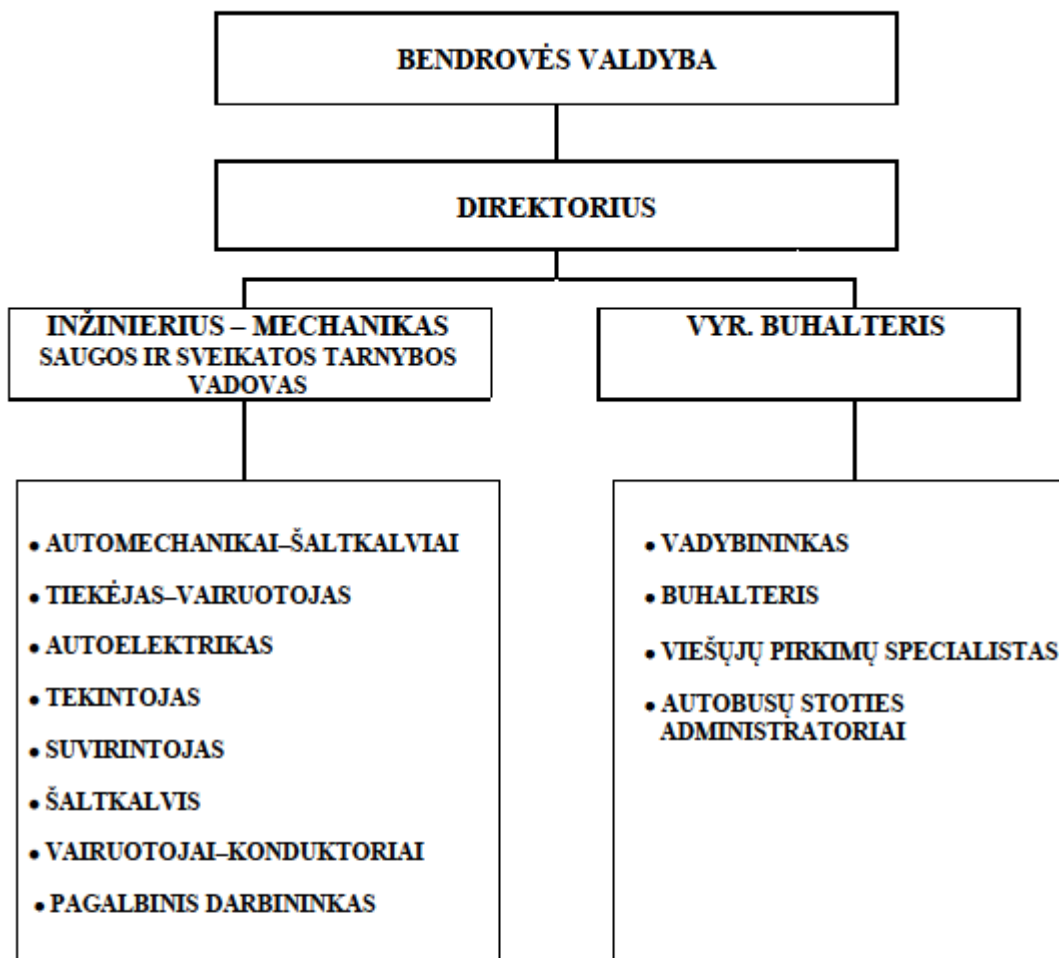 BENDROVĖS VALDYBA
DIREKTORIUS
INŽINIERIUS – MECHANIKAS
SAUGOS IR SVEIKATOS TARNYBOS
VADOVAS
VYR. BUHALTERIS
• AUTOMECHANIKAI–ŠALTKALVIAI
• TIEKĖJAS–VAIRUOTOJAS
• AUTOELEKTRIKAS
• TEKINTOJAS
• SUVIRINTOJAS
• ŠALTKALVIS
• VAIRUOTOJAI–KONDUKTORIAI
• PAGALBINIS DARBININKAS
• VADYBININKAS
• BUHALTERIS
• VIEŠŲJŲ PIRKIMŲ SPECIALISTAS
• AUTOBUSŲ STOTIES
ADMINISTRATORIAI